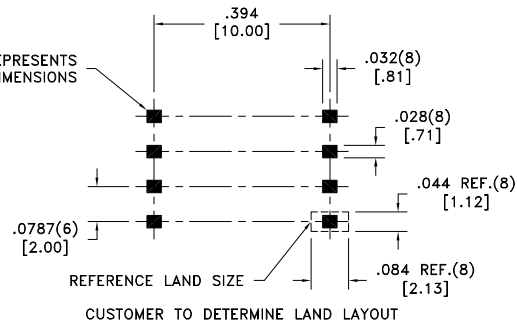 .394
[10.00]
EPRESENTS
IMENSIONS
.032(8)
[.81]
.028(8)
[.71]
.044 REF.(8)
[1.12]
.0787(6)
[2.00]
REFERENCE LAND SIZE
.084 REF.(8)
[2.13]
CUSTOMER TO DETERMINE LAND LAYOUT